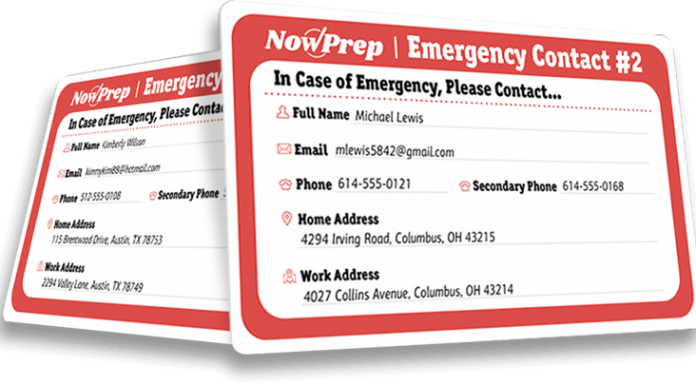 NowPrep | Emergency
In Case of Emergency, Please Conta
Full Name Kimberly Wilson
Email kimmykim88@hotmail.com
Phone 512-555-0108 Secondary Phone
Home Address
115 Brentwood Drive, Austin, TX 78753
Work Address
2294 Valley Lane, Austin, TX 78749
NowPrep | Emergency Contact #2
In Case of Emergency, Please Contact...
Full Name Michael Lewis
Email mlewis5842@gmail.com
Phone 614-555-0121 Secondary Phone 614-555-0168
Home Address
4294 Irving Road, Columbus, OH 43215
Work Address
4027 Collins Avenue, Columbus, OH 43214